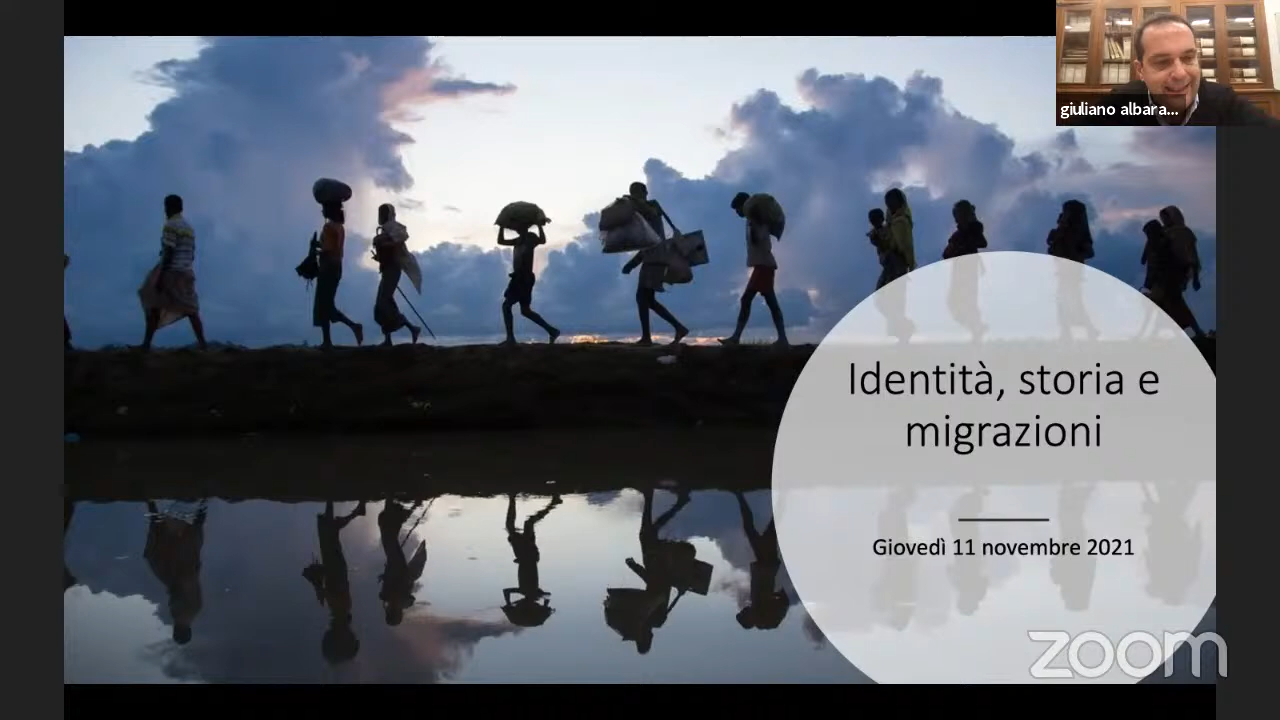 giuliano albara...
Identità, storia e
migrazioni
Giovedì 11 novembre 2021
zoom